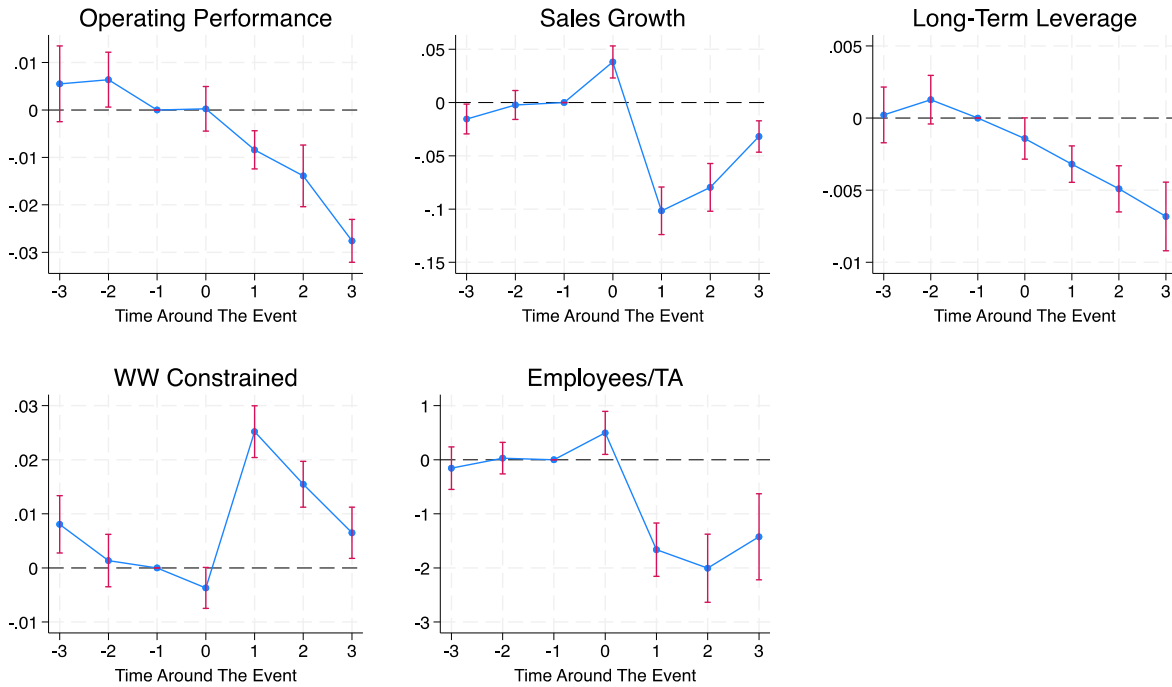 Operating Performance
.01
0
-.01
-.02
-.03
-3 -2 -1 0 1 2 3
Time Around The Event
Sales Growth
.05
0
-.05
-.1
-.15
-3 -2 -1 0 1 2 3
Time Around The Event
Long-Term Leverage
.005
0
-.005
-.01
-3 -2 -1 0 1 2 3
Time Around The Event
WW Constrained
.03
.02
.01
0
-.01
-3 -2 -1 0 1 2 3
Time Around The Event
Employees/TA
1
0
-1
-2
-3
-3 -2 -1 0 1 2 3
Time Around The Event